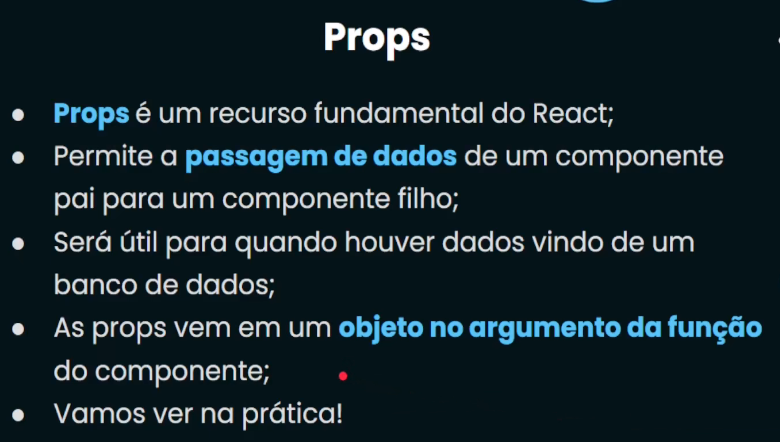 Props
● Props é um recurso fundamental do React;
● Permite a passagem de dados de um componente
pai para um componente filho;
● Será útil para quando houver dados vindo de um
banco de dados;
● As props vem em um objeto no argumento da função
do componente;
● Vamos ver na prática!